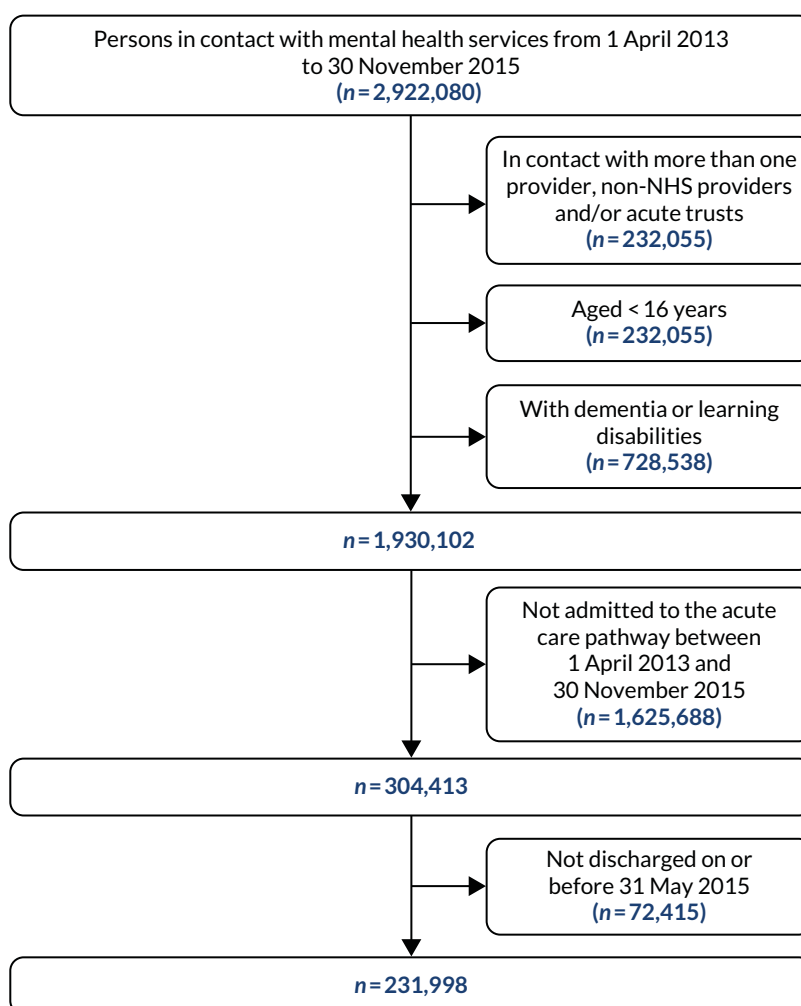 Persons in contact with mental health services from 1 April 2013
to 30 November 2015
(n=2,922,080)
In contact with more than one
provider, non-NHS providers
and/or acute trusts
(n=232,055)
Aged < 16 years
(n=232,055)
With dementia or learning
disabilities
(n=728,538)
n=1,930,102
Not admitted to the acute
care pathway between
1 April 2013 and
30 November 2015
(n=1,625,688)
n=304,413
Not discharged on or
before 31 May 2015
(n=72,415)
n=231,998